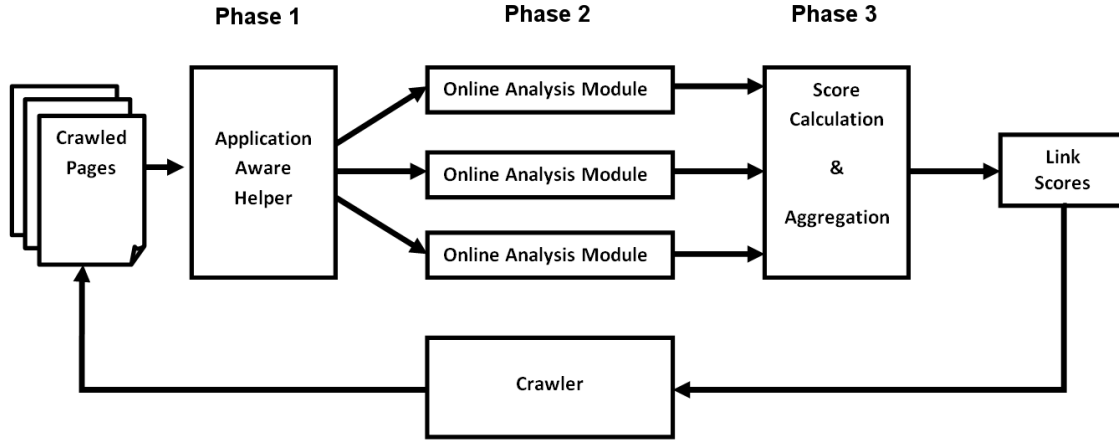 Phase 1
Phase 2
Phase 3
Crawled
Pages
Application
Aware
Helper
Online Analysis Module
Online Analysis Module
Online Analysis Module
Score
Calculation
&
Aggregation
Link
Scores
Crawler